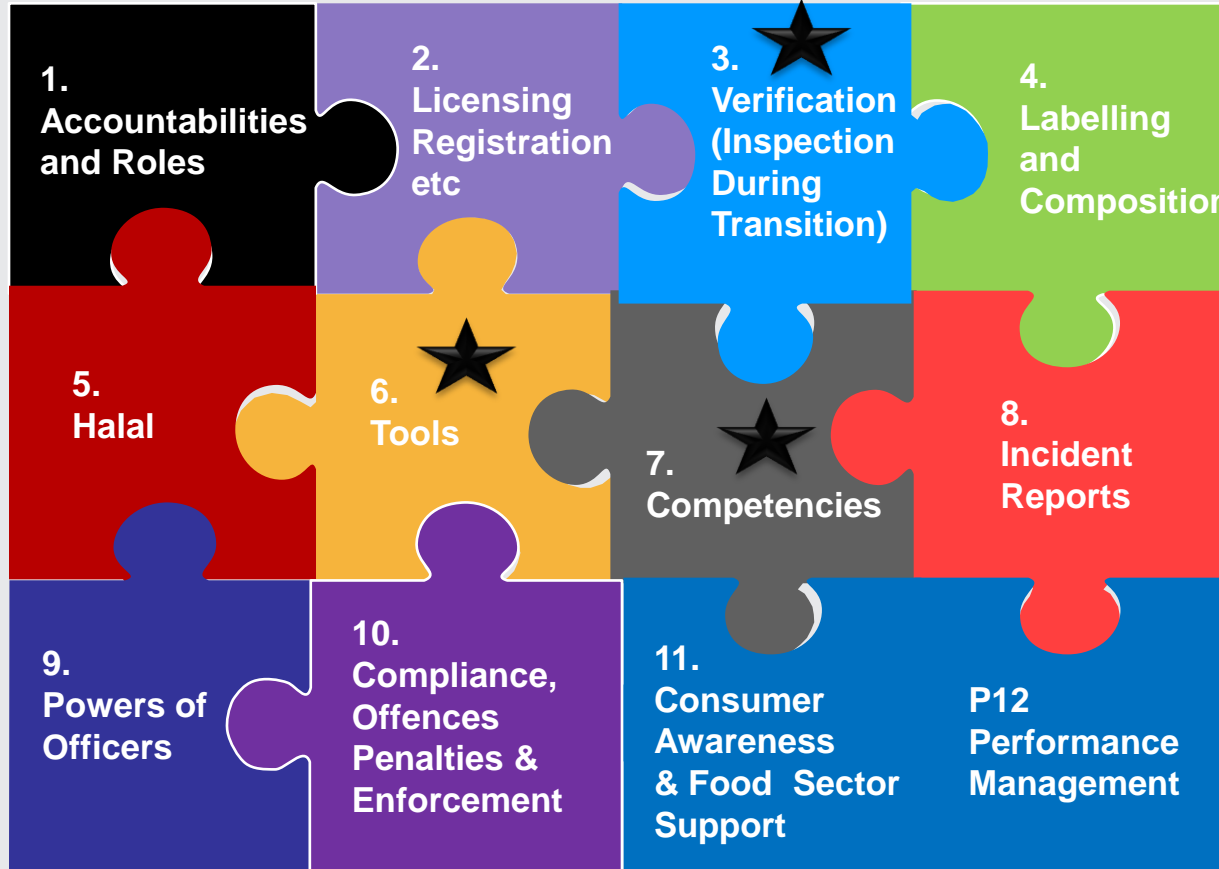 1.
Accountabilities
and Roles
2.
Licensing
Registration
etc
3.
Verification
(Inspection
During
Transition)
4.
Labelling
and
Composition
5.
Halal
6.
Tools
7.
Competencies
8.
Incident
Reports
9.
Powers of
Officers
10.
Compliance,
Offences
Penalties &
Enforcement
11.
Consumer
Awareness
& Food Sector
Support
P12
Performance
Management